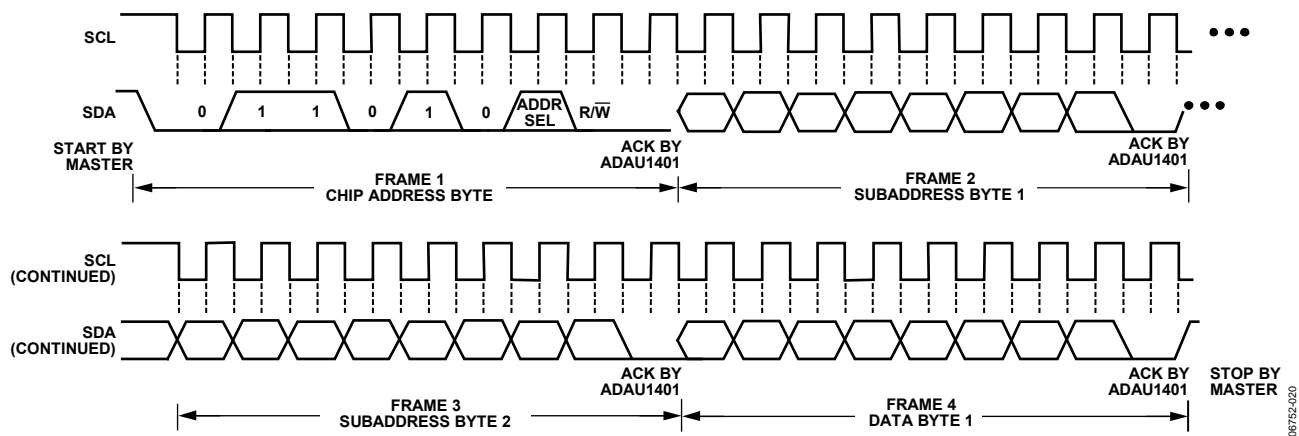 SCL
SDA
0 1 1 0 1 0 ADDR SEL R/W̅
START BY MASTER
ACK BY ADAU1401
ACK BY ADAU1401
FRAME 1
CHIP ADDRESS BYTE
FRAME 2
SUBADDRESS BYTE 1
SCL
(CONTINUED)
SDA
(CONTINUED)
ACK BY ADAU1401
ACK BY ADAU1401
STOP BY MASTER
FRAME 3
SUBADDRESS BYTE 2
FRAME 4
DATA BYTE 1
06752-020